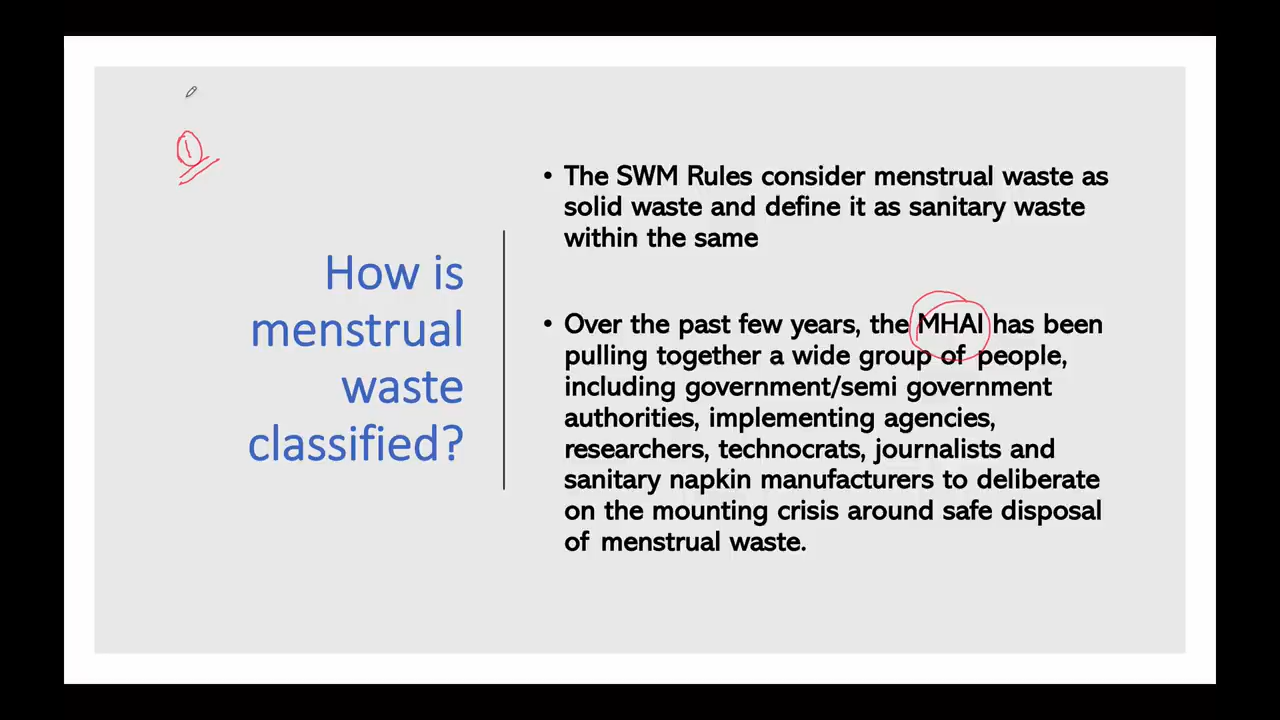 1
How is
menstrual
waste
classified?
• The SWM Rules consider menstrual waste as
solid waste and define it as sanitary waste
within the same
• Over the past few years, the MHAI has been
pulling together a wide group of people,
including government/semi government
authorities, implementing agencies,
researchers, technocrats, journalists and
sanitary napkin manufacturers to deliberate
on the mounting crisis around safe disposal
of menstrual waste.